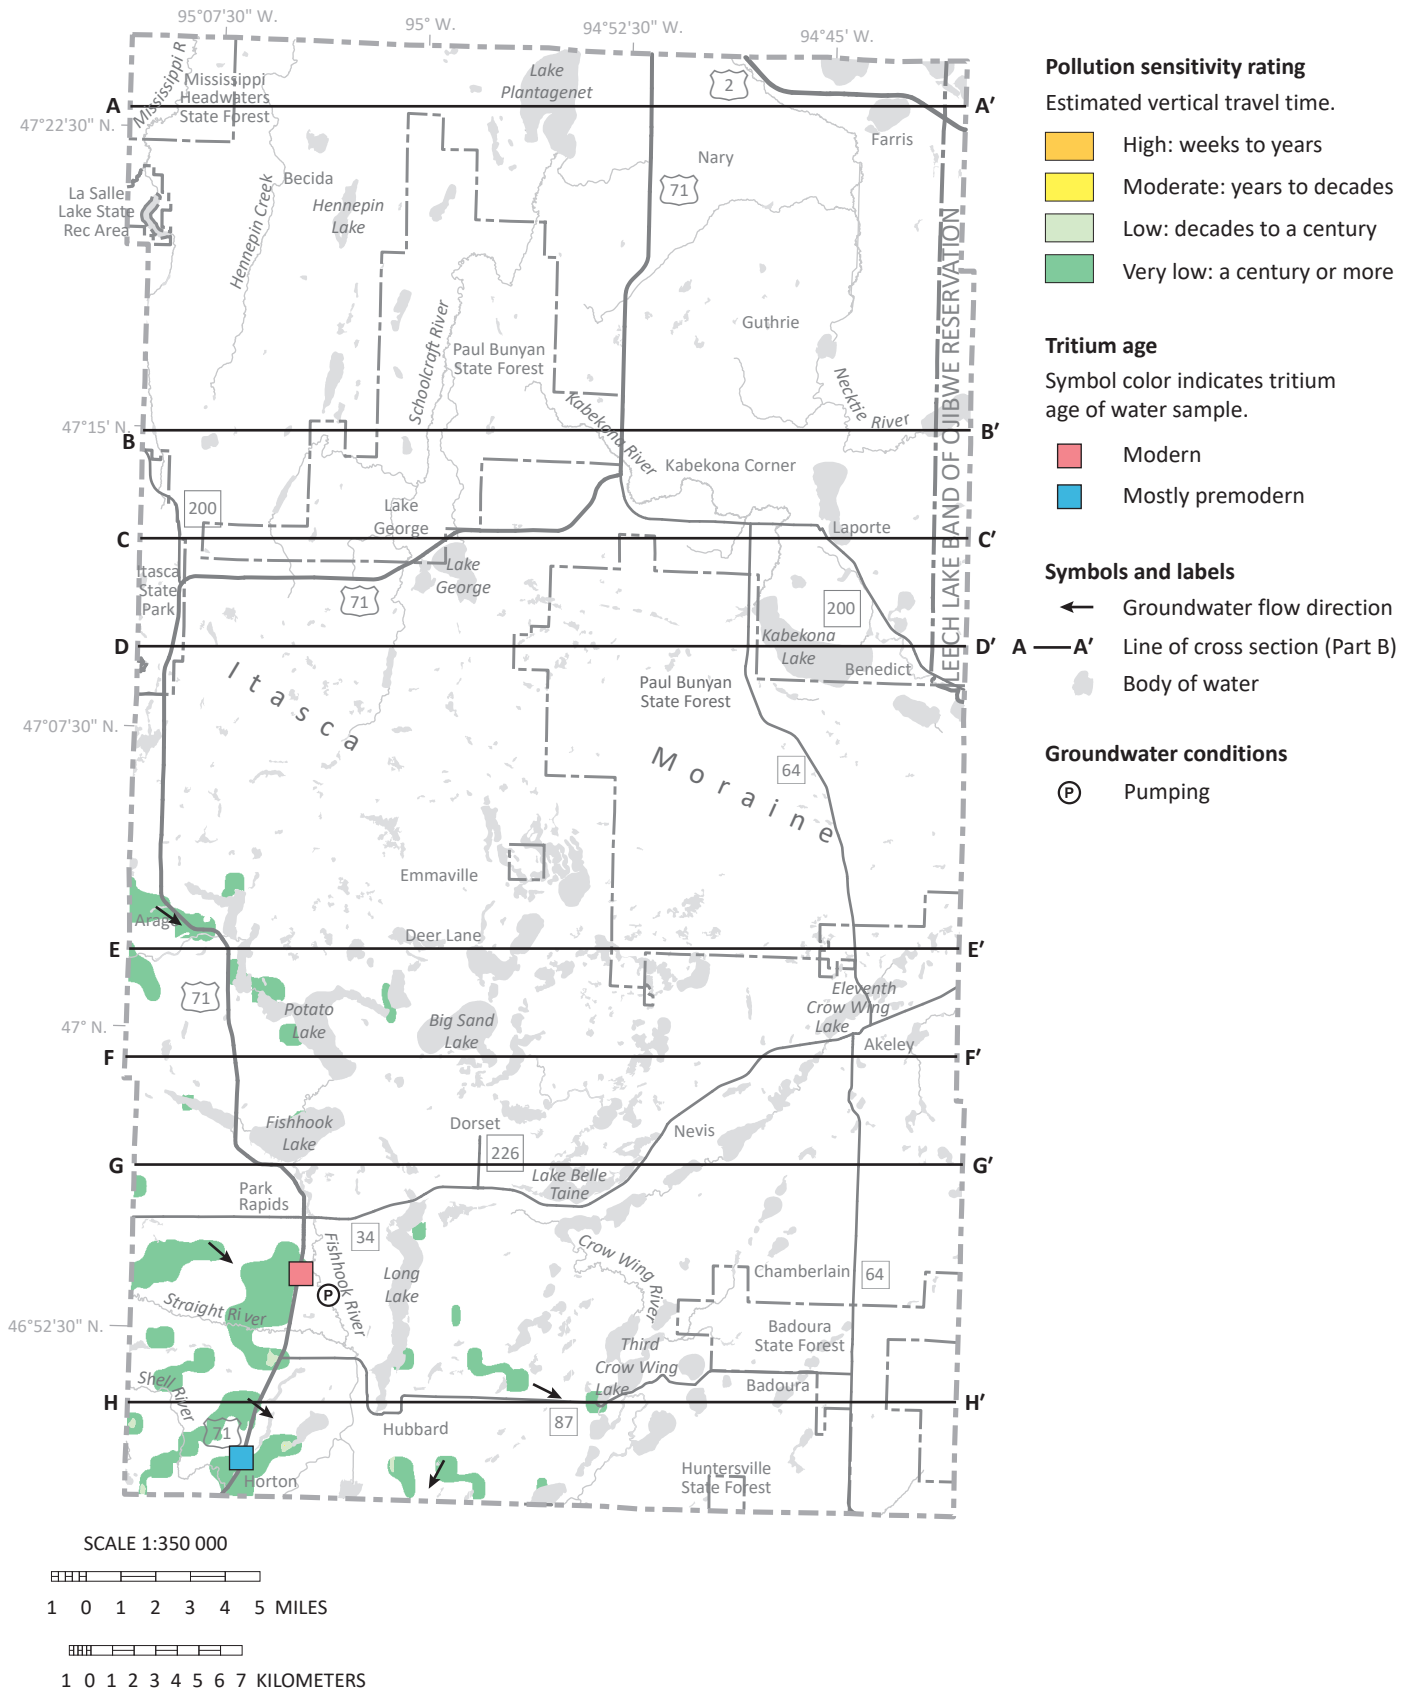 95°07'30" W.
95° W.
94°52'30" W.
94°45' W.
Mississippi R
Mississippi
Headwaters
State Forest
Lake
Plantagenet
2
A
A′
47°22'30" N.
Farris
Nary
71
La Salle
Lake State
Rec Area
Becida
Hennepin
Lake
Hennepin Creek
Schoolcraft River
Guthrie
Paul Bunyan
State Forest
Necktie
River
Kabekona River
LEECH LAKE BAND OF OJIBWE RESERVATION
47°15' N.
B
B′
Kabekona Corner
200
Lake
George
Laporte
C
C′
Itasca
State
Park
Lake
George
71
200
Kabekona
Lake
D
D′
Benedict
Itasca
Paul Bunyan
State Forest
47°07'30" N.
Moraine
64
Emmaville
Arago
Deer Lane
E
E′
71
Potato
Lake
Big Sand
Lake
Eleventh
Crow Wing
Lake
47° N.
Akeley
F
F′
Fishhook
Lake
Dorset
Nevis
226
G
G′
Lake Belle
Taine
Park
Rapids
34
Fishhook River
Long
Lake
Crow Wing River
Chamberlain
64
P
Straight River
46°52'30" N.
Badoura
State Forest
Third
Crow Wing
Lake
Shell River
Badoura
H
H′
71
Hubbard
87
Horton
Huntersville
State Forest
SCALE 1:350 000
1 0 1 2 3 4 5 MILES
1 0 1 2 3 4 5 6 7 KILOMETERS
Pollution sensitivity rating
Estimated vertical travel time.
High: weeks to years
Moderate: years to decades
Low: decades to a century
Very low: a century or more
Tritium age
Symbol color indicates tritium
age of water sample.
Modern
Mostly premodern
Symbols and labels
Groundwater flow direction
A A′ Line of cross section (Part B)
Body of water
Groundwater conditions
P Pumping